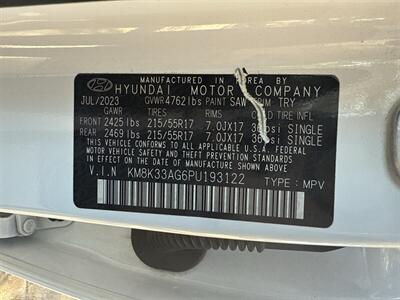 MANUFACTURED IN KOREA BY
HYUNDAI MOTOR COMPANY
JUL/2023 GVWR 4762 lbs PAINT SAW TRIM TRY
GAWR TIRES RIMS COLD TIRE INFL
FRONT 2425 lbs 215/55R17 7.0JX17 SINGLE
REAR 2469 lbs 215/55R17 7.0JX17 SINGLE
THIS VEHICLE CONFORMS TO ALL APPLICABLE U.S.A FEDERAL
MOTOR VEHICLE SAFETY, BUMPER, AND THEFT PREVENTION
STANDARDS IN EFFECT ON THE DATE OF MANUFACTURE SHOWN ABOVE
V.I.N KM8K33AG6PU193122 TYPE: MPV